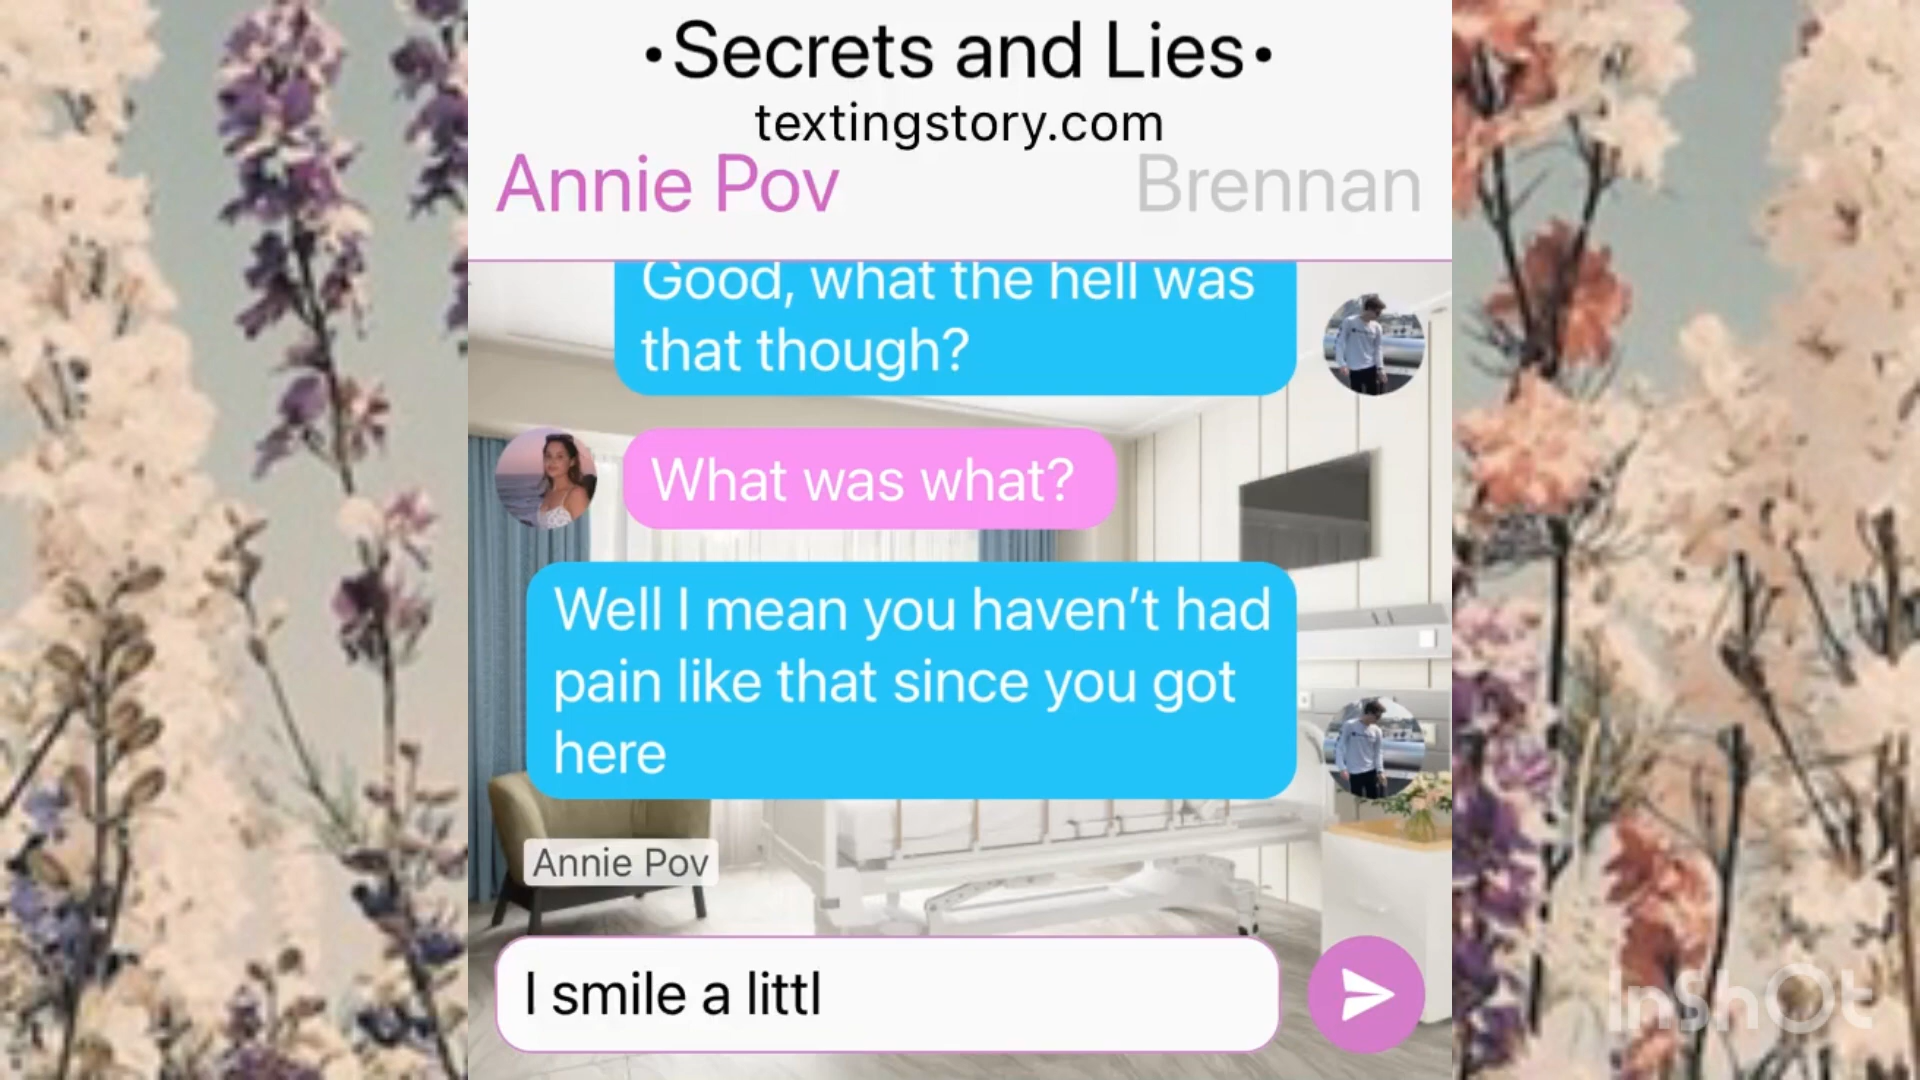 •Secrets and Lies•
textingstory.com
Annie Pov
Brennan
Good, what the hell was
that though?
What was what?
Well I mean you haven’t had
pain like that since you got
here
Annie Pov
I smile a littl
InShOt